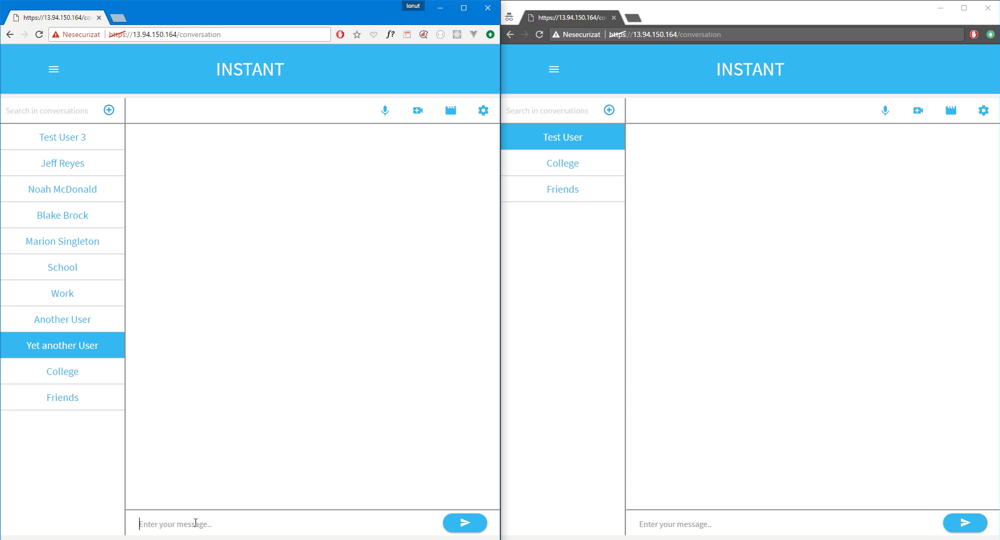 Ionut
https://13.94.150.164/co
Nesecurizat https://13.94.150.164/conversation
f?
INSTANT
Search in conversations
Test User 3
Jeff Reyes
Noah McDonald
Blake Brock
Marion Singleton
School
Work
Another User
Yet another User
College
Friends
Enter your message..
https://13.94.150.164/co
Nesecurizat https://13.94.150.164/conversation
INSTANT
Search in conversations
Test User
College
Friends
Enter your message..